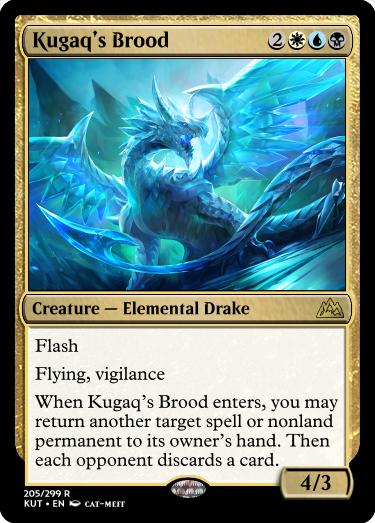 Kugaq's Brood 2
Creature — Elemental Drake
Flash
Flying, vigilance
When Kugaq's Brood enters, you may
return another target spell or nonland
permanent to its owner's hand. Then
each opponent discards a card.
4/3
205/299 R
KUT • EN CAT-MEFF